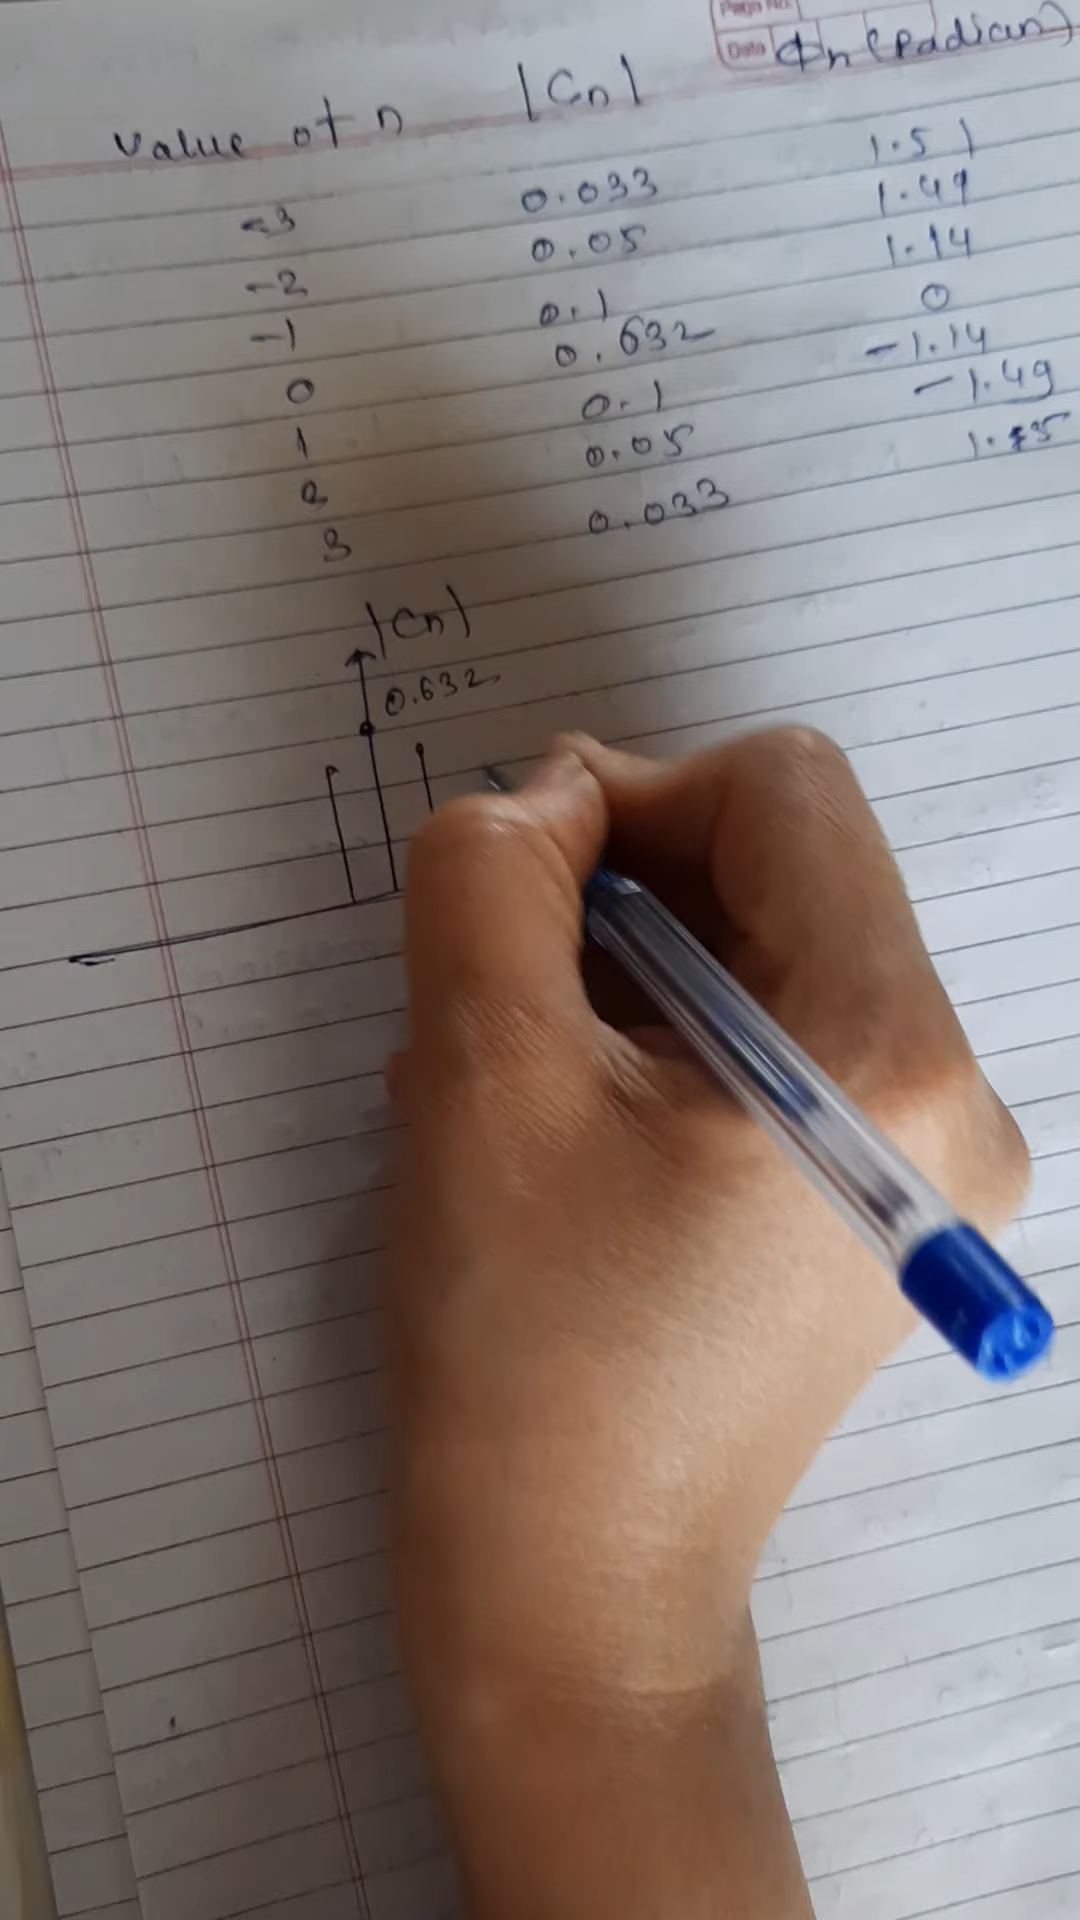 Page No.
Date
Value of n |Cn| ϕn (Radian)
-3 0.033 1.51
-2 0.05 1.49
-1 0.1 1.14
0 0.632 0
1 0.1 -1.14
2 0.05 -1.49
3 0.033
|Cn|
0.632